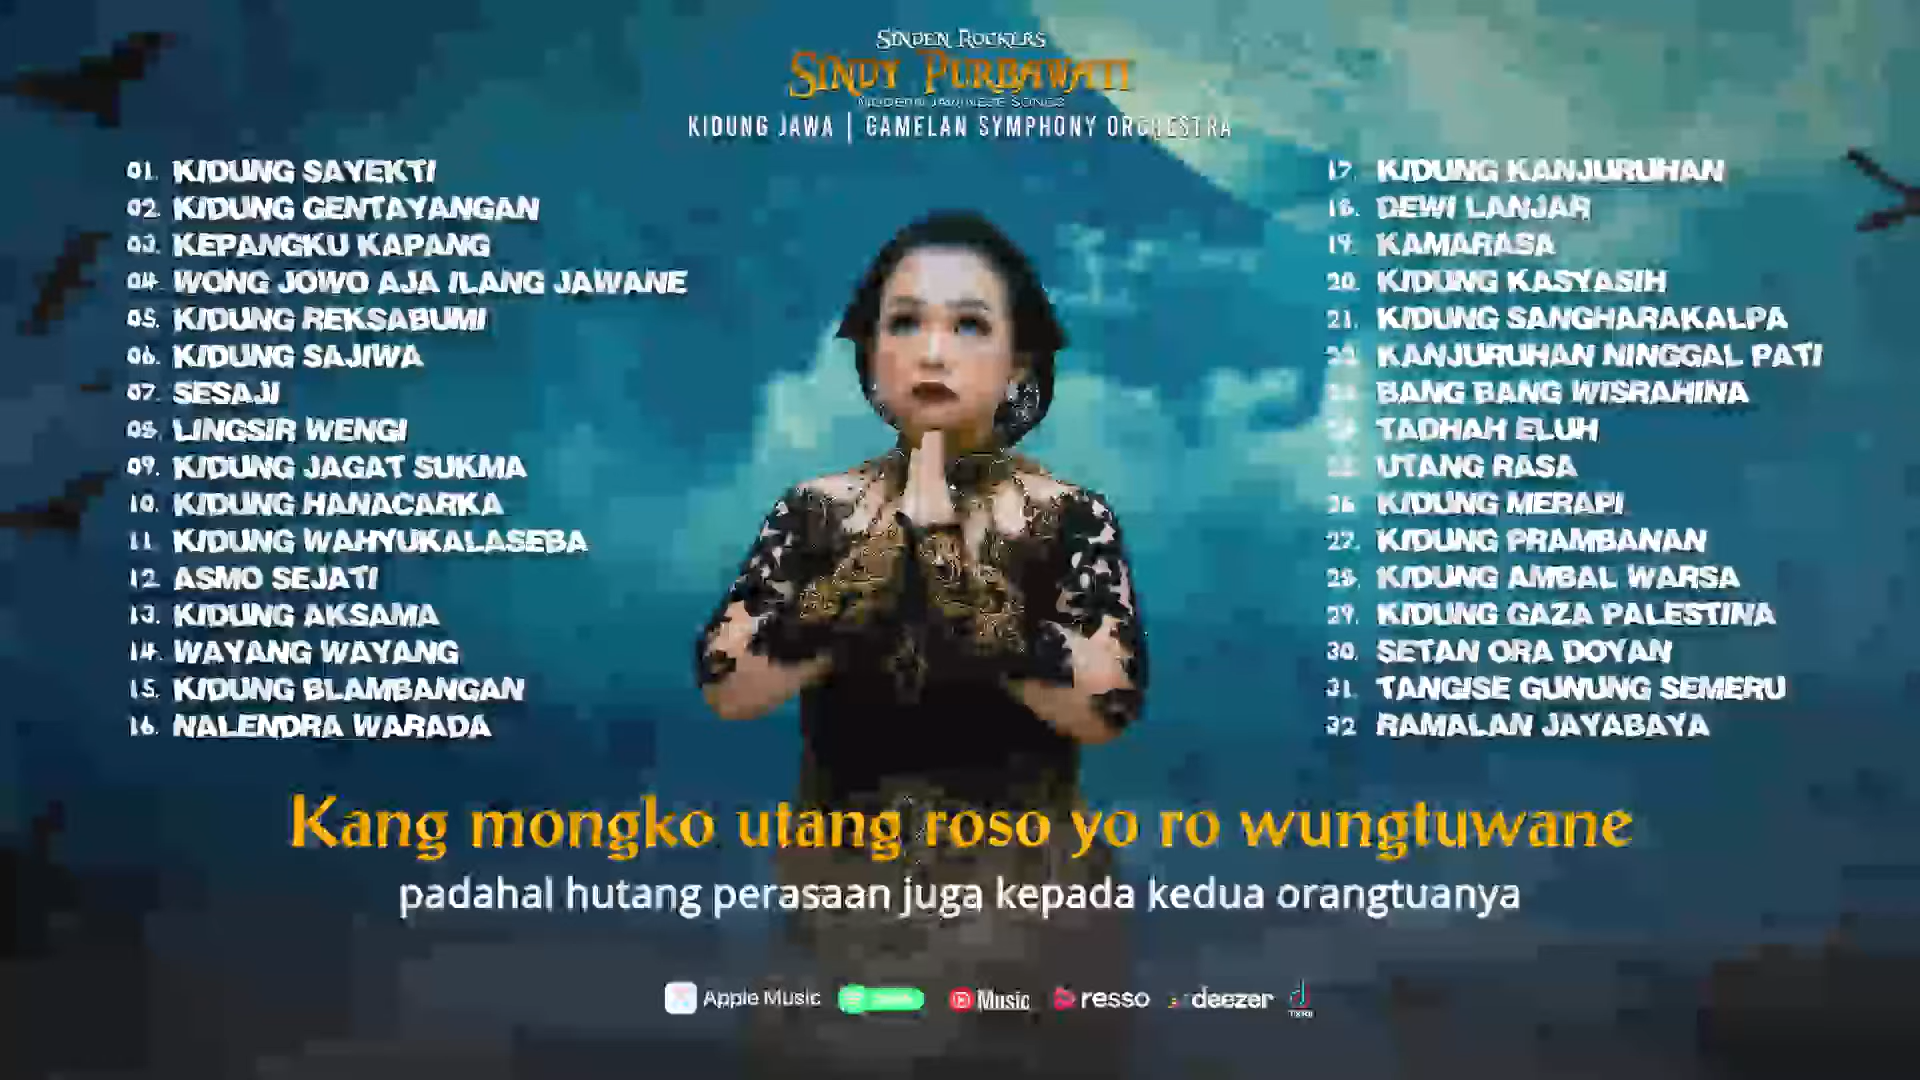 SINDEN ROCKERS
SINDY PURBAWATI
MODERN JAVANESE SONGS
KIDUNG JAWA | GAMELAN SYMPHONY ORCHESTRA
01. KIDUNG SAYEKTI
02. KIDUNG GENTAYANGAN
03. KEPANGKU KAPANG
04. WONG JOWO AJA ILANG JAWANE
05. KIDUNG REKSABUMI
06. KIDUNG SAJIWA
07. SESAJI
08. LINGSIR WENGI
09. KIDUNG JAGAT SUKMA
10. KIDUNG HANACARKA
11. KIDUNG WAHYUKALASEBA
12. ASMO SEJATI
13. KIDUNG AKSAMA
14. WAYANG WAYANG
15. KIDUNG BLAMBANGAN
16. NALENDRA WARADA
17. KIDUNG KANJURUHAN
18. DEWI LANJAR
19. KAMARASA
20. KIDUNG KASYASIH
21. KIDUNG SANGHARAKALPA
22. KANJURUHAN NINGGAL PATI
BANG BANG WISRAHINA
TADHAH ELUH
UTANG RASA
26. KIDUNG MERAPI
27. KIDUNG PRAMBANAN
28. KIDUNG AMBAL WARSA
29. KIDUNG GAZA PALESTINA
30. SETAN ORA DOYAN
31. TANGISE GUNUNG SEMERU
32 RAMALAN JAYABAYA
Kang mongko utang roso yo ro wungtuwane
padahal hutang perasaan juga kepada kedua orangtuanya
Apple Music
Music
resso
deezer